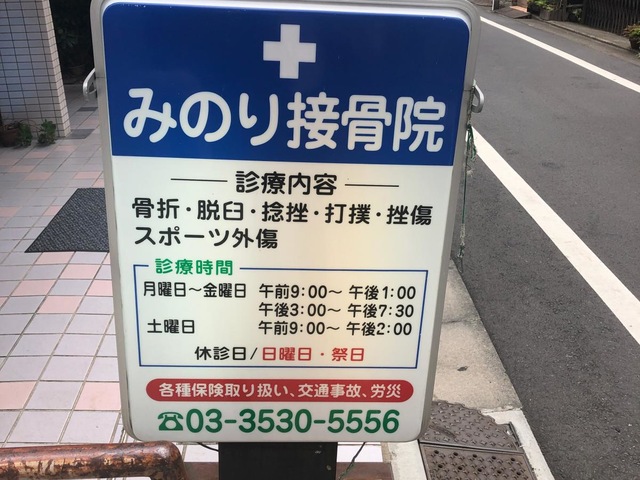 みのり接骨院
診療内容
骨折・脱臼・捻挫・打撲・挫傷
スポーツ外傷
診療時間
月曜日～金曜日 午前9:00～ 午後1:00
午後3:00～ 午後7:30
土曜日 午前9:00～ 午後2:00
休診日/日曜日・祭日
各種保険取り扱い、交通事故、労災
☎03-3530-5556